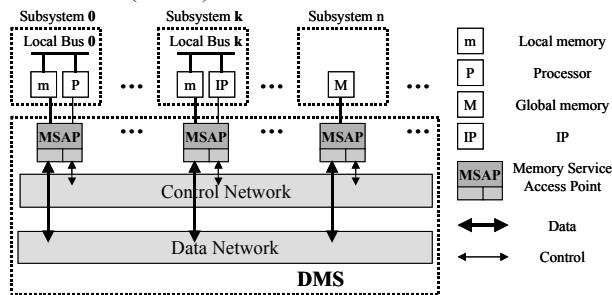 Subsystem 0
Subsystem k
Subsystem n
Local Bus 0
Local Bus k
m
P
m
IP
M
•••
•••
•••
•••
MSAP
•••
MSAP
•••
MSAP
•••
Control Network
Data Network
DMS
m Local memory
P Processor
M Global memory
IP IP
MSAP Memory Service
Access Point
Data
Control